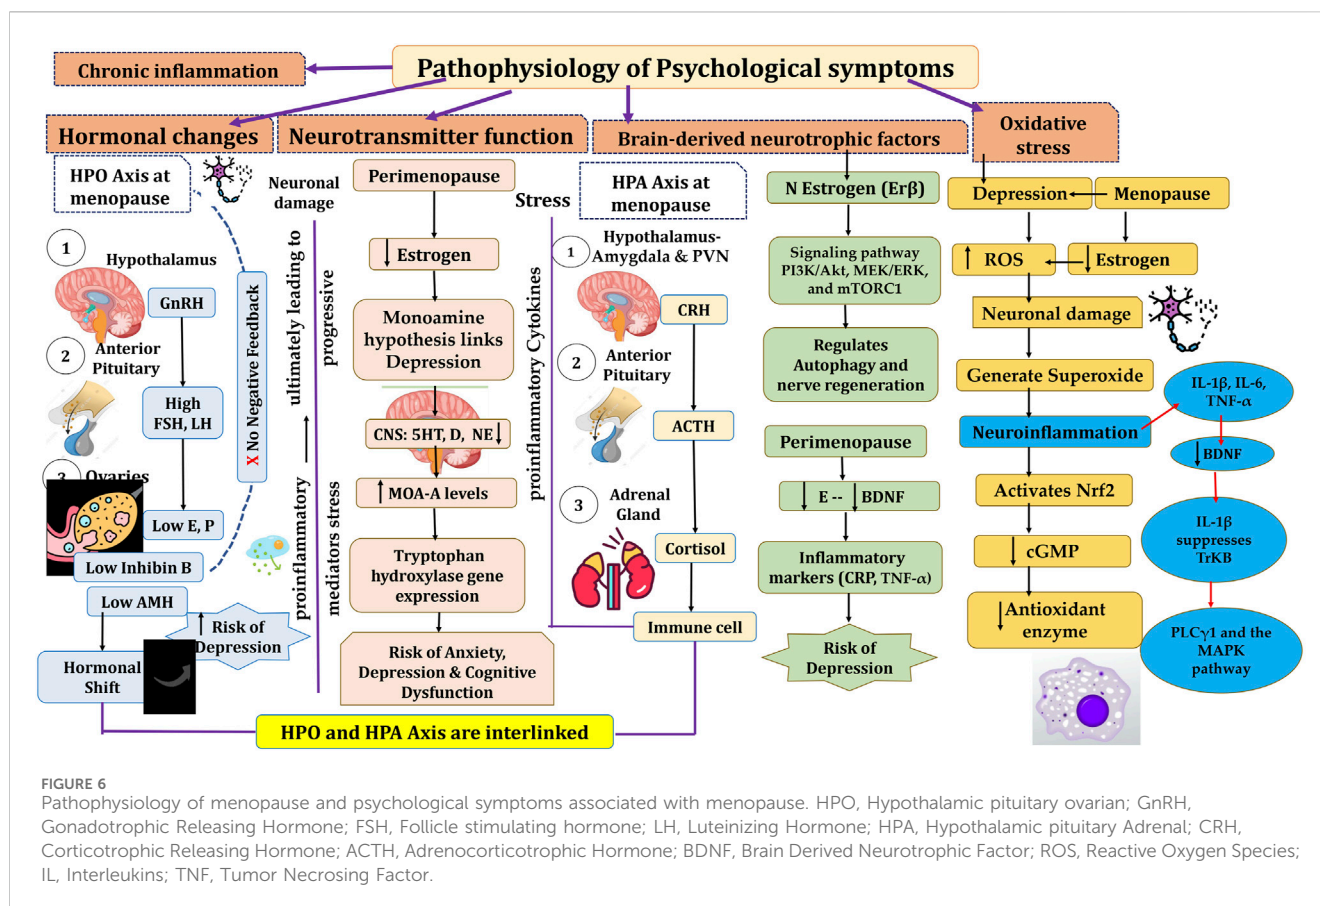 Pathophysiology of Psychological symptoms
Chronic inflammation
Hormonal changes
HPO Axis at
menopause
1
Hypothalamus
GnRH
2
Anterior
Pituitary
High
FSH, LH
3 Ovaries
Low E, P
Low Inhibin B
Low AMH
Hormonal
Shift
Risk of
Depression
X No Negative Feedback
Neurotransmitter function
Neuronal
damage
ultimately leading to
progressive
proinflammatory
mediators stress
Perimenopause
Estrogen
Monoamine
hypothesis links
Depression
CNS: 5HT, D, NE
MOA-A levels
Tryptophan
hydroxylase gene
expression
Risk of Anxiety,
Depression & Cognitive
Dysfunction
Stress
proinflammatory Cytokines
HPA Axis at
menopause
1
Hypothalamus-
Amygdala & PVN
CRH
2
Anterior
Pituitary
ACTH
3
Adrenal
Gland
Cortisol
Immune cell
HPO and HPA Axis are interlinked
Brain-derived neurotrophic factors
N Estrogen (Erβ)
Signaling pathway
PI3K/Akt, MEK/ERK,
and mTORC1
Regulates
Autophagy and
nerve regeneration
Perimenopause
E -- BDNF
Inflammatory
markers (CRP, TNF-α)
Risk of
Depression
Oxidative
stress
Depression
Menopause
ROS
Estrogen
Neuronal damage
Generate Superoxide
Neuroinflammation
Activates Nrf2
cGMP
Antioxidant
enzyme
IL-1β, IL-6,
TNF-α
BDNF
IL-1β
suppresses
TrKB
PLCγ1 and the
MAPK
pathway
FIGURE 6
Pathophysiology of menopause and psychological symptoms associated with menopause. HPO, Hypothalamic pituitary ovarian; GnRH,
Gonadotrophic Releasing Hormone; FSH, Follicle stimulating hormone; LH, Luteinizing Hormone; HPA, Hypothalamic pituitary Adrenal; CRH,
Corticotrophic Releasing Hormone; ACTH, Adrenocorticotrophic Hormone; BDNF, Brain Derived Neurotrophic Factor; ROS, Reactive Oxygen Species;
IL, Interleukins; TNF, Tumor Necrosing Factor.